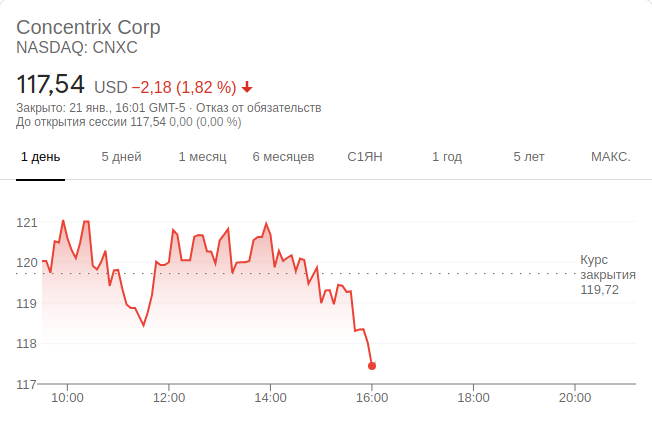 Concentrix Corp
NASDAQ: CNXC
117,54 USD −2,18 (1,82 %)
Закрыто: 21 янв., 16:01 GMT-5 · Отказ от обязательств
До открытия сессии 117,54 0,00 (0,00 %)
1 день 5 дней 1 месяц 6 месяцев С1ЯН 1 год 5 лет МАКС.
121
120
119
118
117
Курс
закрытия
119,72
10:00 12:00 14:00 16:00 18:00 20:00